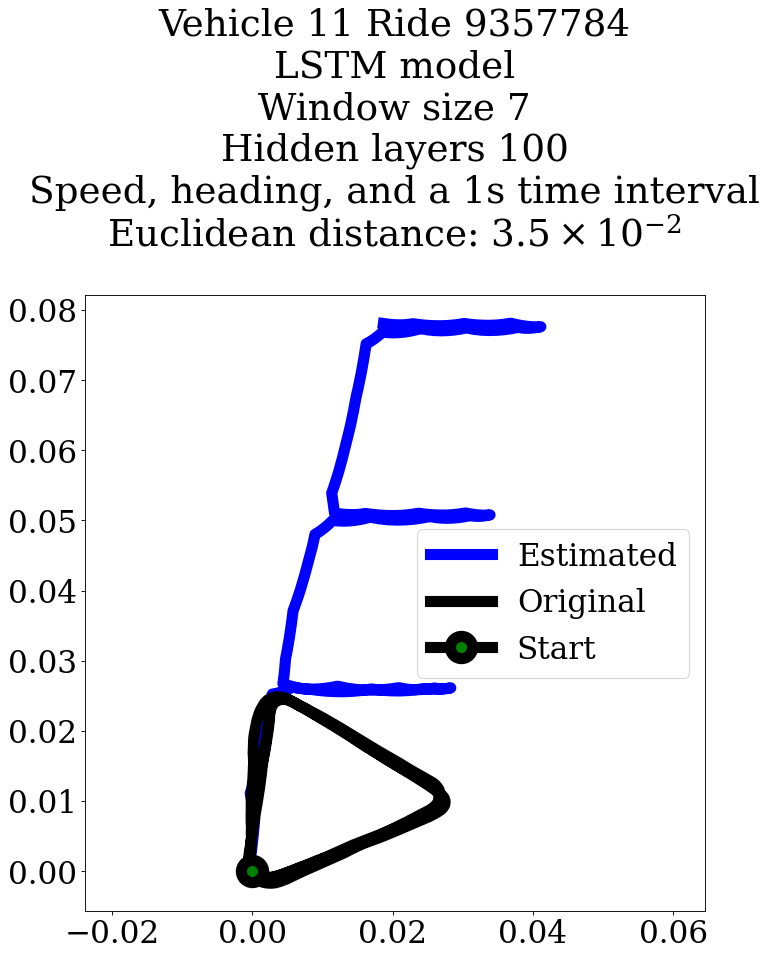 Vehicle 11 Ride 9357784
LSTM model
Window size 7
Hidden layers 100
Speed, heading, and a 1s time interval
Euclidean distance: 3.5 × 10⁻²
0.08
0.07
0.06
0.05
0.04
0.03
0.02
0.01
0.00
Estimated
Original
Start
−0.02 0.00 0.02 0.04 0.06